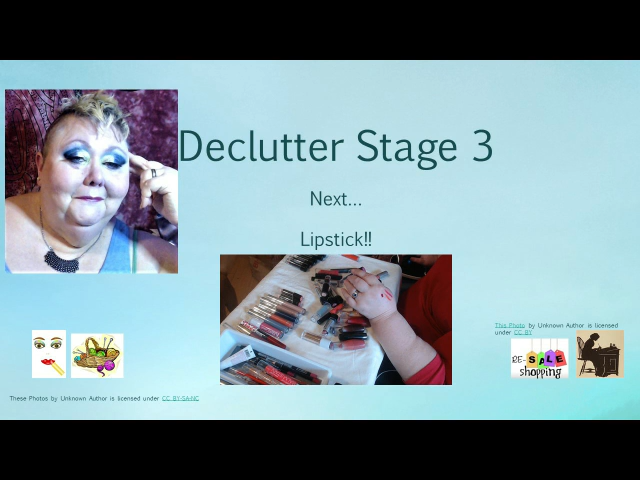 Declutter Stage 3
Next...
Lipstick!!
This Photo by Unknown Author is licensed
under CC BY
RE-SALE
shopping
These Photos by Unknown Author is licensed under CC BY-SA-NC